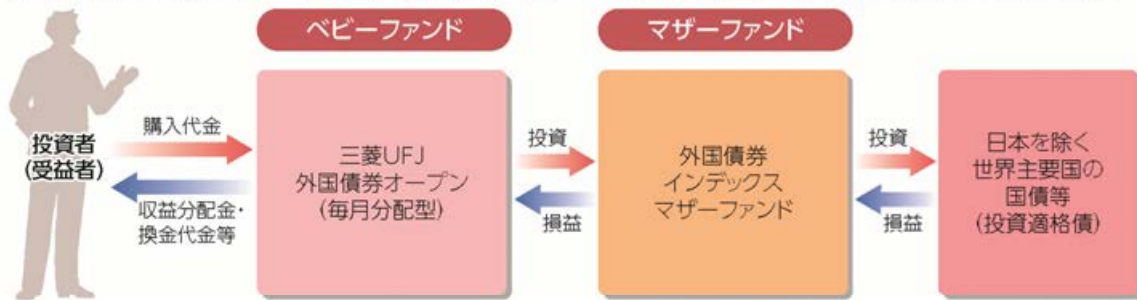 ベビーファンド
マザーファンド
投資者
(受益者)
購入代金
収益分配金・
換金代金等
三菱UFJ
外国債券オープン
(毎月分配型)
投資
損益
外国債券
インデックス
マザーファンド
投資
損益
日本を除く
世界主要国の
国債等
(投資適格債)